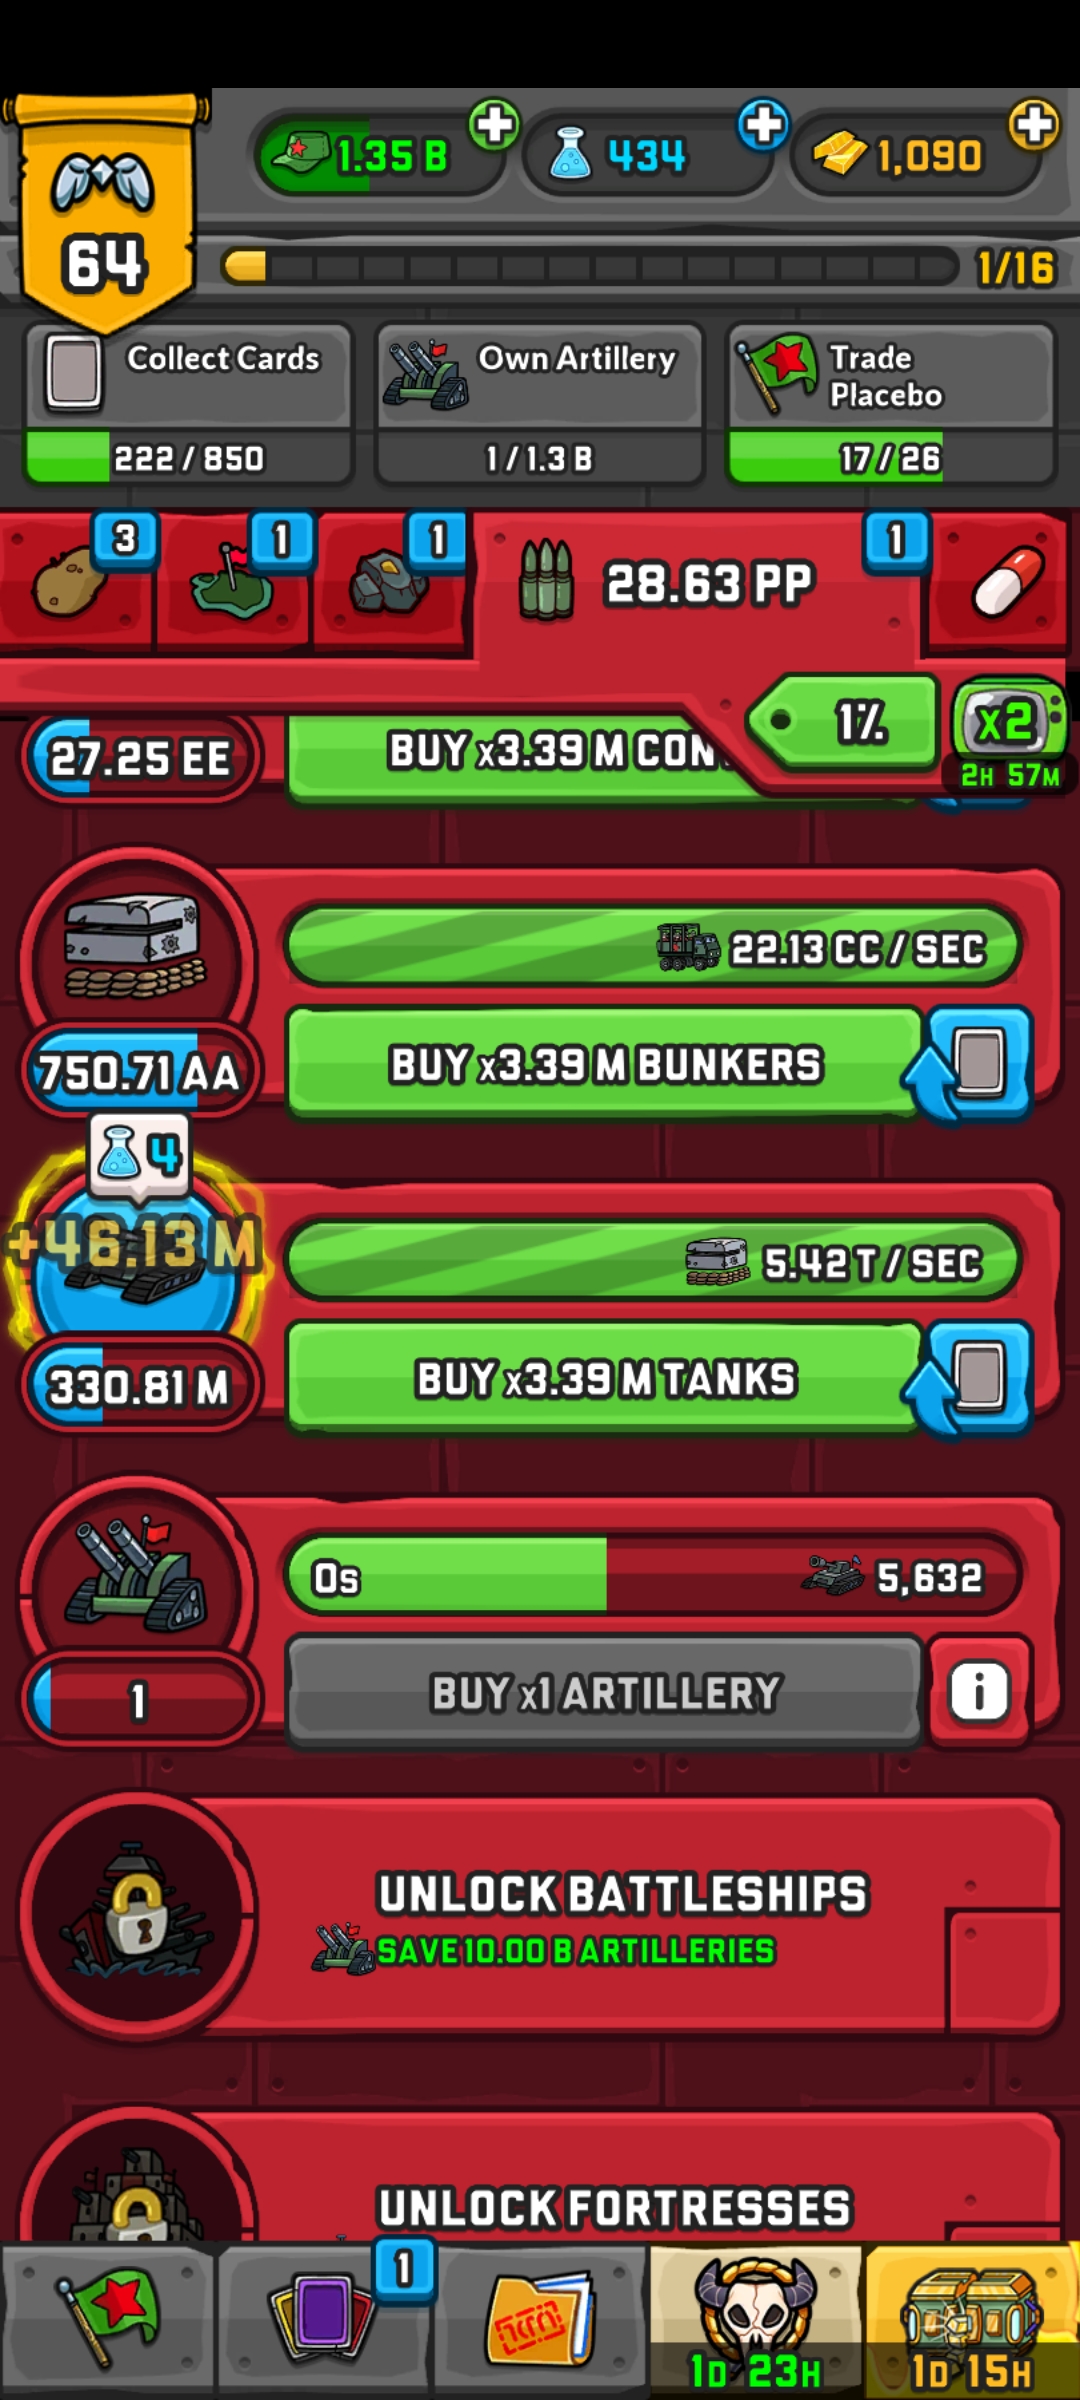 64
1.35 B
434
1,090
1/16
Collect Cards
222 / 850
Own Artillery
1 / 1.3 B
Trade
Placebo
17 / 26
3
1
1
28.63 PP
1
1%
x2
2H 57M
27.25 EE
BUY x3.39 M CON
22.13 CC / SEC
BUY x3.39 M BUNKERS
750.71 AA
4
+46.13 M
5.42 T / SEC
BUY x3.39 M TANKS
330.81 M
0s
5,632
BUY x1 ARTILLERY
i
1
UNLOCK BATTLESHIPS
SAVE 10.00 B ARTILLERIES
UNLOCK FORTRESSES
1
1D 23H
1D 15H